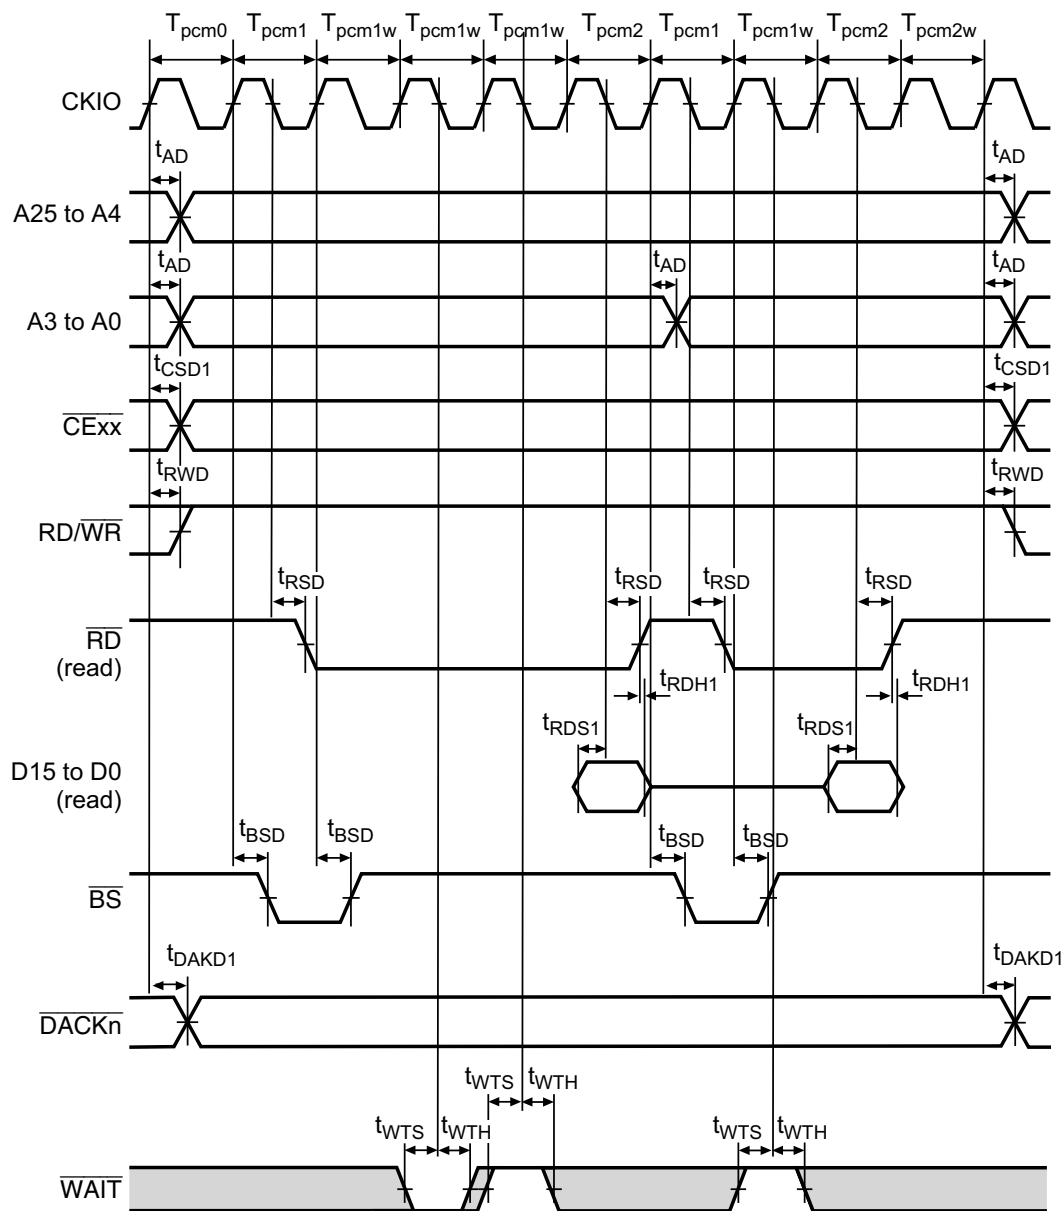 Tpcm0 Tpcm1 Tpcm1w Tpcm1w Tpcm1w Tpcm2 Tpcm1 Tpcm1w Tpcm2 Tpcm2w
CKIO
tAD tAD
A25 to A4
tAD tAD tAD
A3 to A0
tCSD1 tCSD1
CExx
tRWD tRWD
RD/WR
tRSD tRSD tRSD tRSD
RD
(read)
tRDH1 tRDH1
tRDS1 tRDS1
D15 to D0
(read)
tBSD tBSD tBSD tBSD
BS
tDAKD1 tDAKD1
DACKn
tWTS tWTH
tWTS tWTH tWTS tWTH
WAIT